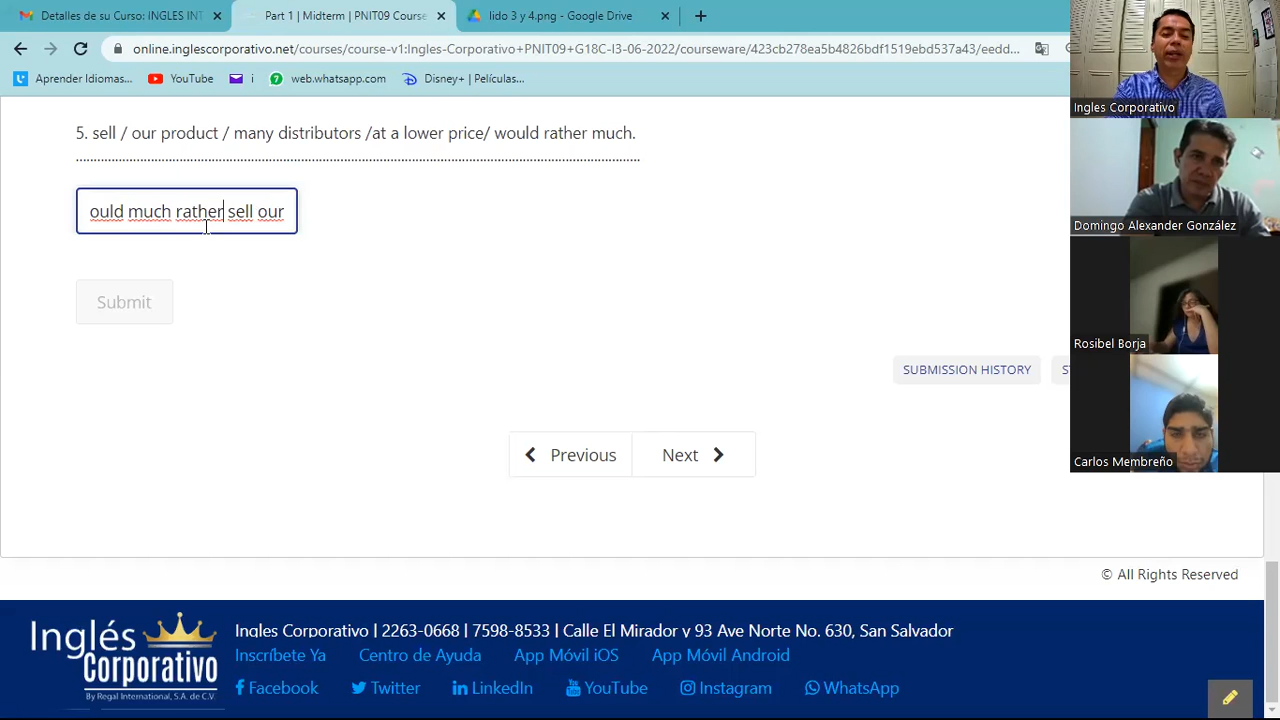 Detalles de su Curso: INGLES INT
Part 1 | Midterm | PNIT09 Course
lido 3 y 4.png - Google Drive
online.inglescorporativo.net/courses/course-v1:Ingles-Corporativo+PNIT09+G18C-I3-06-2022/courseware/423cb278ea5b4826bdf1519ebd537a43/eedd...
Aprender Idiomas...
YouTube
i
web.whatsapp.com
Disney+ | Películas...
Ingles Corporativo
Domingo Alexander González
Rosibel Borja
Carlos Membreño
5. sell / our product / many distributors /at a lower price/ would rather much.
ould much rather sell our
Submit
SUBMISSION HISTORY
Previous
Next
© All Rights Reserved
Inglés Corporativo
By Regal International, S.A. de C.V.
Ingles Corporativo | 2263-0668 | 7598-8533 | Calle El Mirador y 93 Ave Norte No. 630, San Salvador
Inscríbete Ya Centro de Ayuda App Móvil iOS App Móvil Android
Facebook Twitter LinkedIn YouTube Instagram WhatsApp